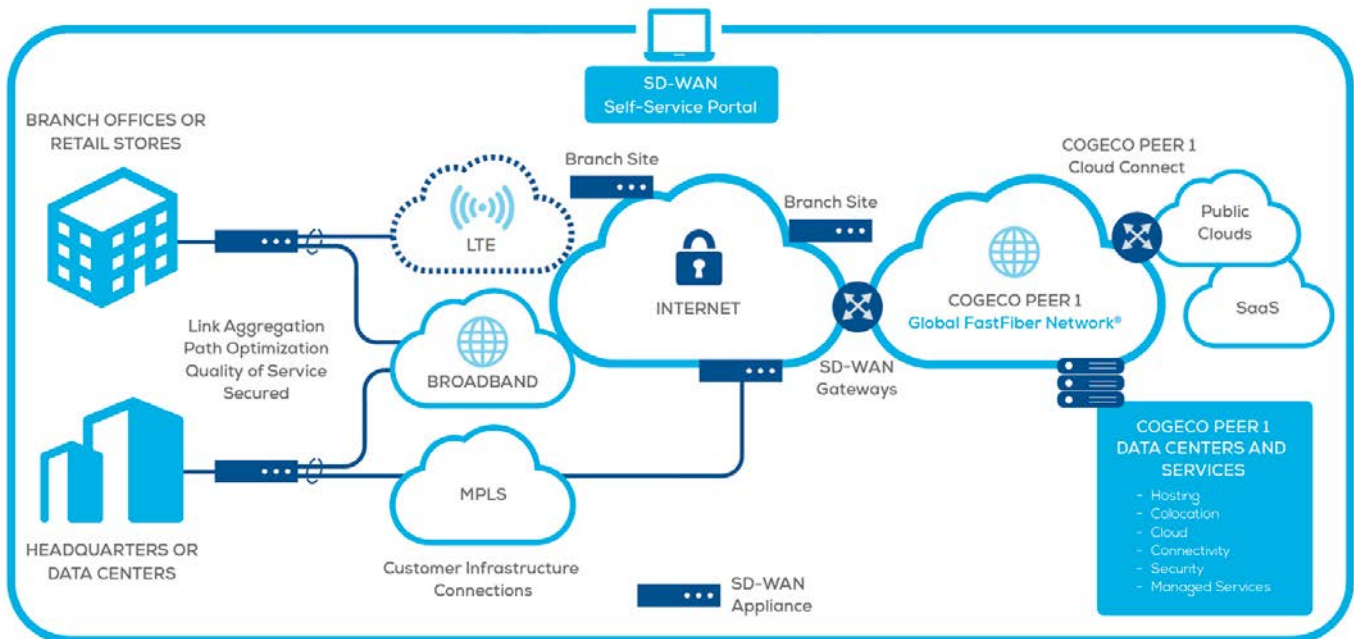 SD-WAN
Self-Service Portal
BRANCH OFFICES OR
RETAIL STORES
LTE
Branch Site
INTERNET
Branch Site
COGECO PEER 1
Cloud Connect
Public
Clouds
SaaS
COGECO PEER 1
Global FastFiber Network®
Link Aggregation
Path Optimization
Quality of Service
Secured
BROADBAND
SD-WAN
Gateways
HEADQUARTERS OR
DATA CENTERS
MPLS
Customer Infrastructure
Connections
SD-WAN
Appliance
COGECO PEER 1
DATA CENTERS AND
SERVICES
- Hosting
- Colocation
- Cloud
- Connectivity
- Security
- Managed Services